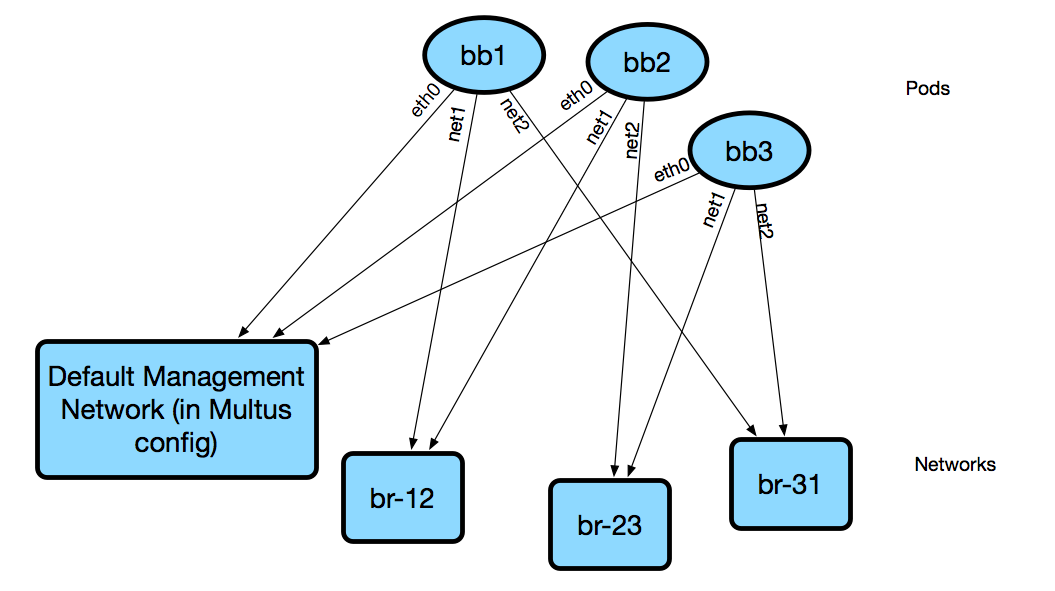 bb1
bb2
Pods
eth0
net1
net2
eth0
net1
net2
bb3
eth0
net1
net2
Default Management
Network (in Multus
config)
br-12
br-23
br-31
Networks